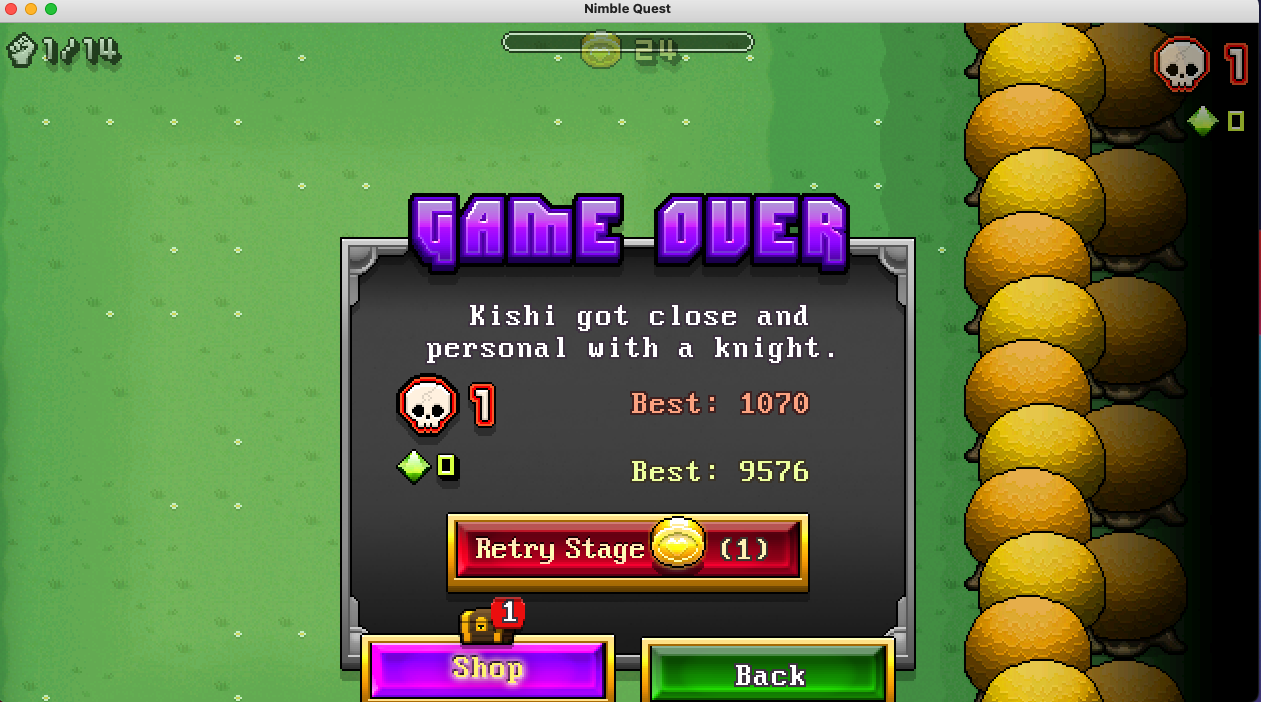 Nimble Quest
1/14
24
1
0
GAME OVER
Kishi got close and
personal with a knight.
1
Best: 1070
0
Best: 9576
Retry Stage (1)
1
Shop
Back